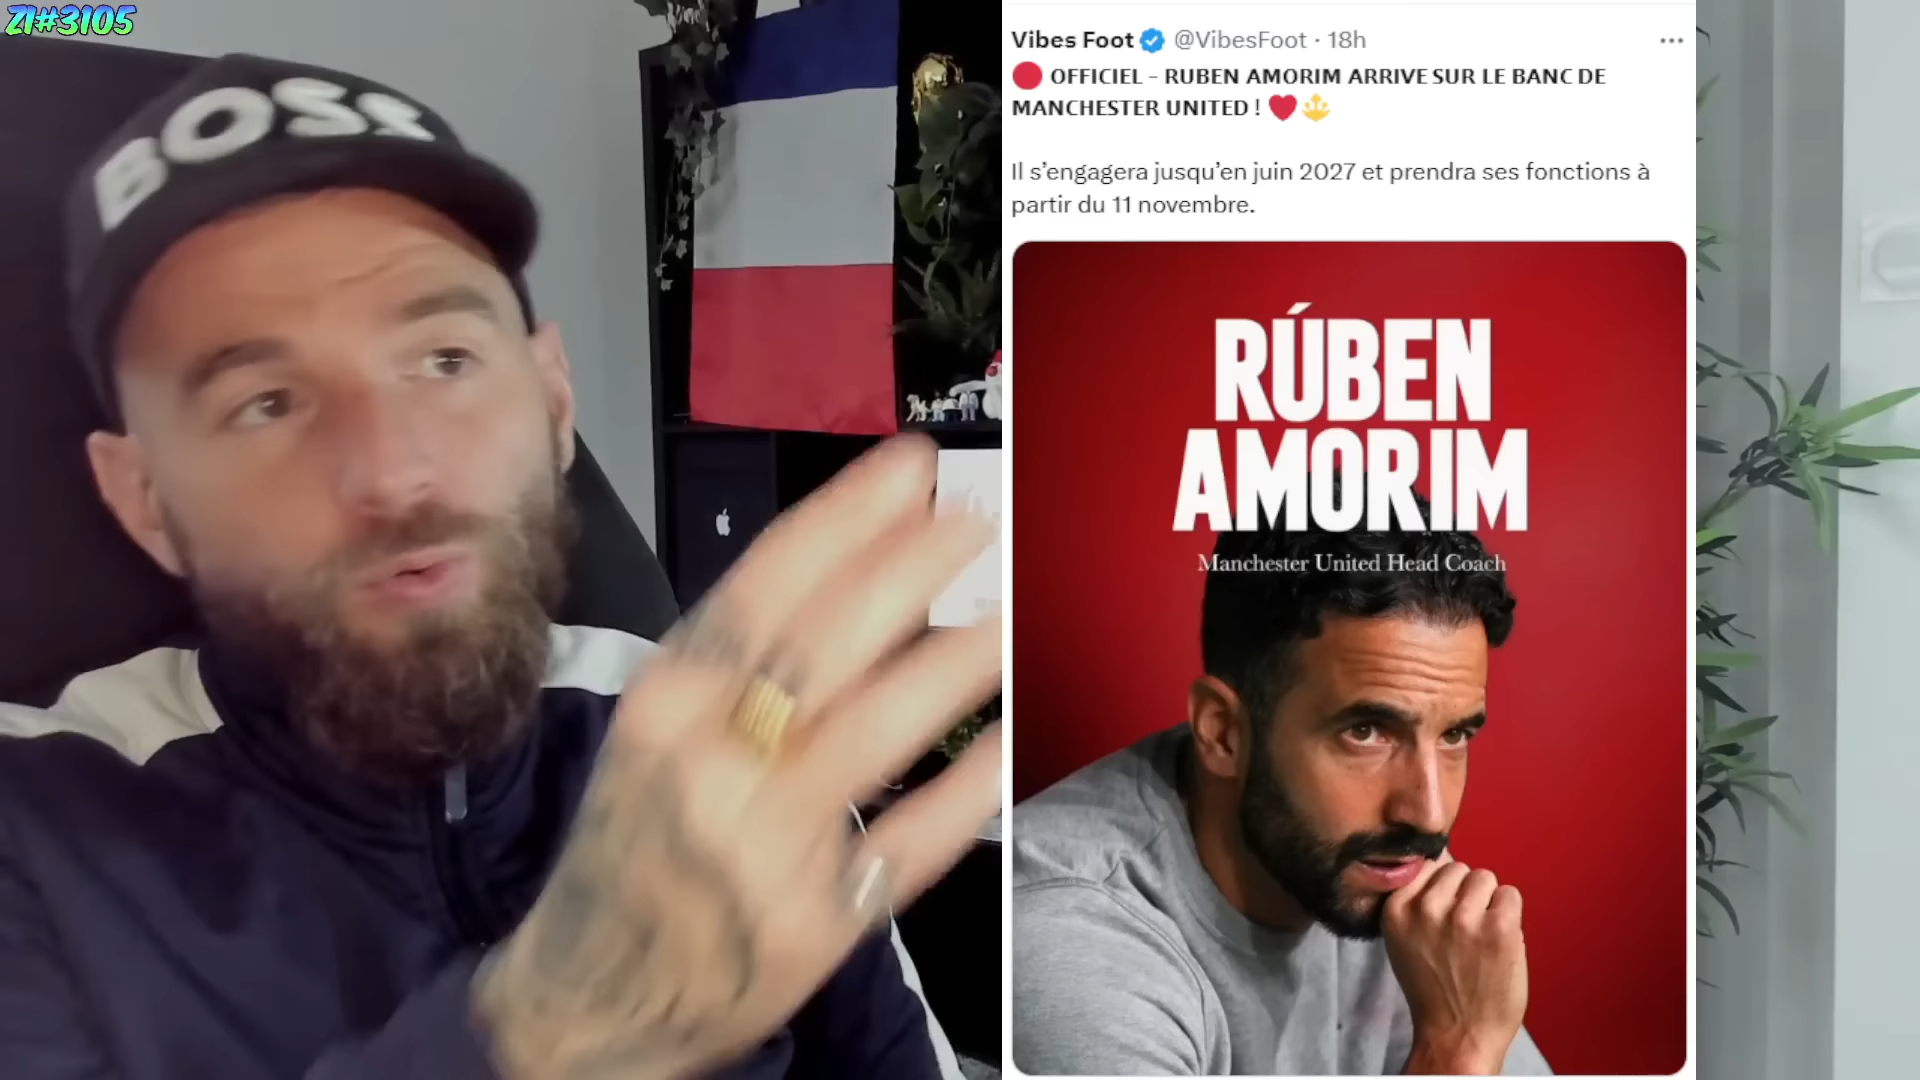 Z1#3105
BOSS
Vibes Foot @VibesFoot · 18h
OFFICIEL - RUBEN AMORIM ARRIVE SUR LE BANC DE
MANCHESTER UNITED !
Il s’engagera jusqu’en juin 2027 et prendra ses fonctions à
partir du 11 novembre.
RÚBEN
AMORIM
Manchester United Head Coach